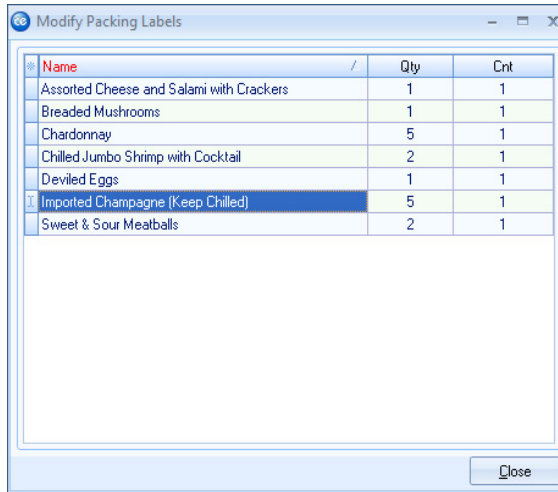 Modify Packing Labels
Name Qty Cnt
Assorted Cheese and Salami with Crackers 1 1
Breaded Mushrooms 1 1
Chardonnay 5 1
Chilled Jumbo Shrimp with Cocktail 2 1
Deviled Eggs 1 1
Imported Champagne (Keep Chilled) 5 1
Sweet & Sour Meatballs 2 1
Close